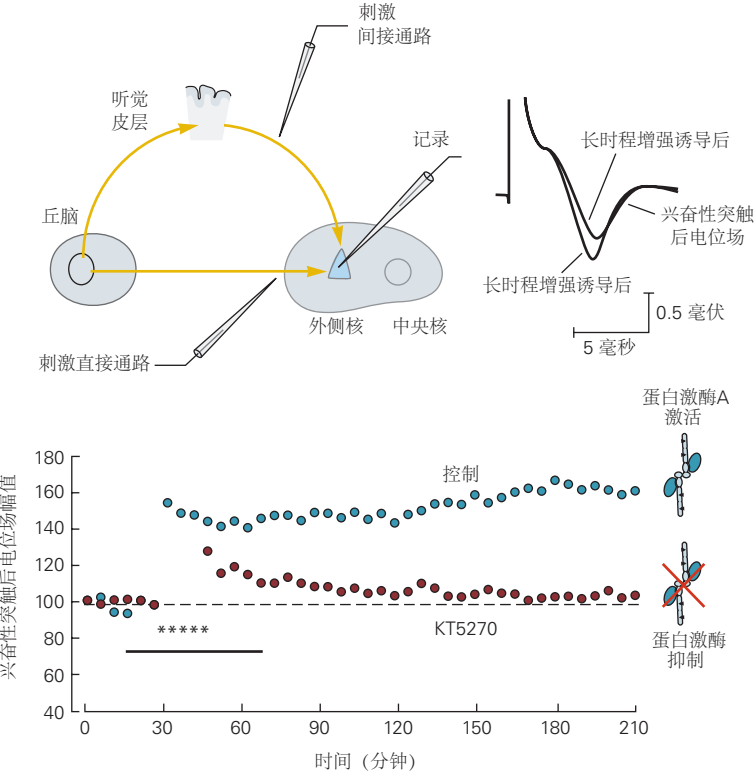 刺激
间接通路
听觉
皮层
记录
长时程增强诱导后
丘脑
兴奋性突触
后电位场
长时程增强诱导后
0.5 毫伏
外侧核
中央核
5 毫秒
刺激直接通路
蛋白激酶A
激活
180
160
140
120
100
80
60
40
兴奋性突触后电位场幅值
控制
*****
KT5270
蛋白激酶
抑制
0
30
60
90
120
150
180
210
时间（分钟）